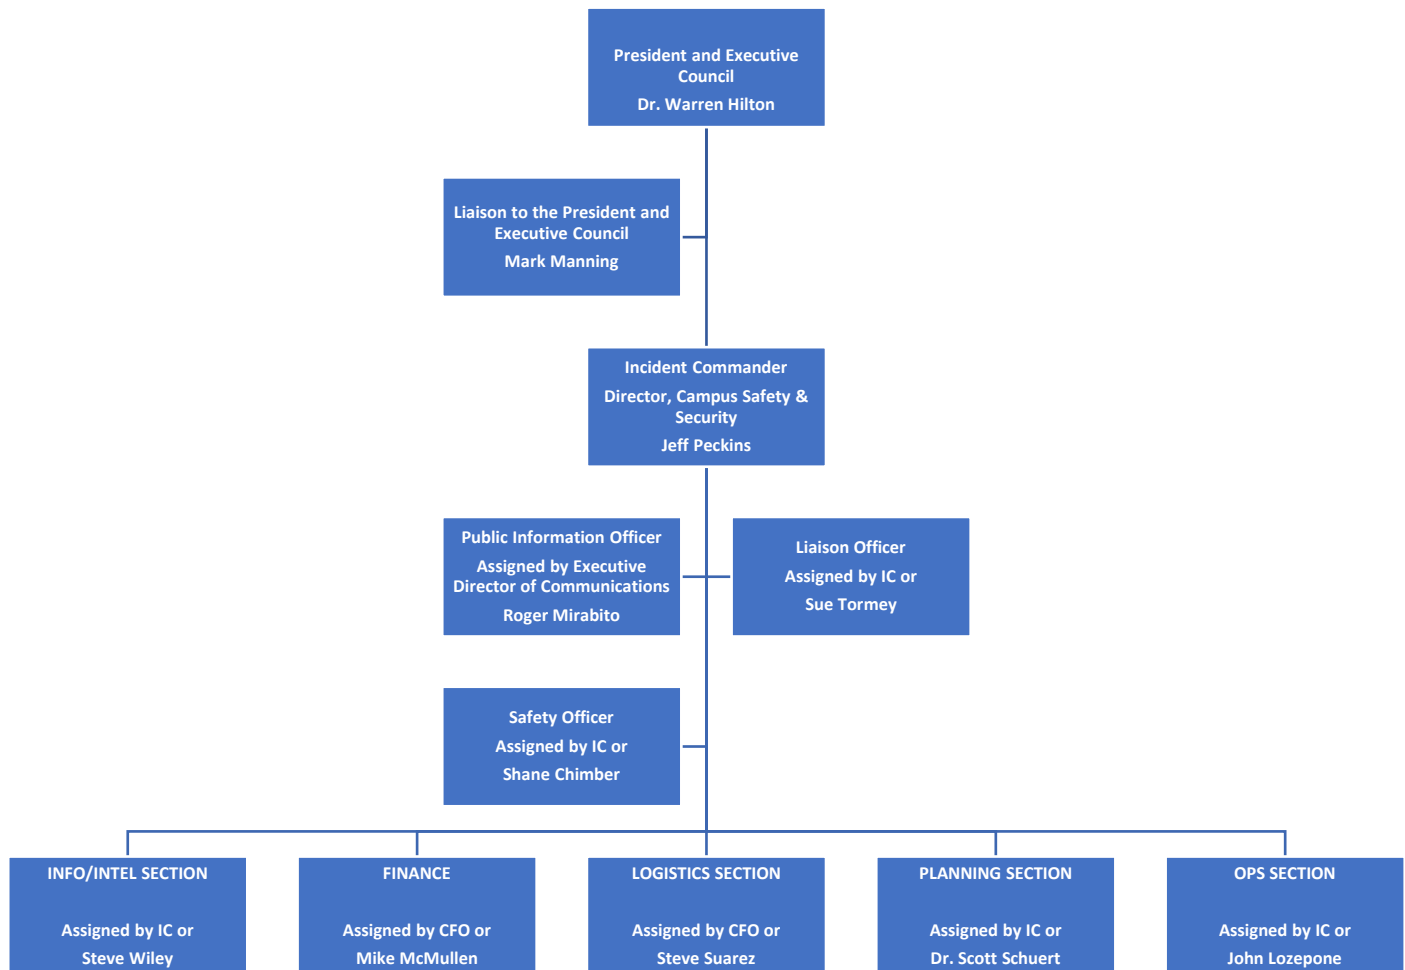 President and Executive
Council
Dr. Warren Hilton
Liaison to the President and
Executive Council
Mark Manning
Incident Commander
Director, Campus Safety &
Security
Jeff Peckins
Public Information Officer
Assigned by Executive
Director of Communications
Roger Mirabito
Liaison Officer
Assigned by IC or
Sue Tormey
Safety Officer
Assigned by IC or
Shane Chimber
INFO/INTEL SECTION
Assigned by IC or
Steve Wiley
FINANCE
Assigned by CFO or
Mike McMullen
LOGISTICS SECTION
Assigned by CFO or
Steve Suarez
PLANNING SECTION
Assigned by IC or
Dr. Scott Schuert
OPS SECTION
Assigned by IC or
John Lozepone